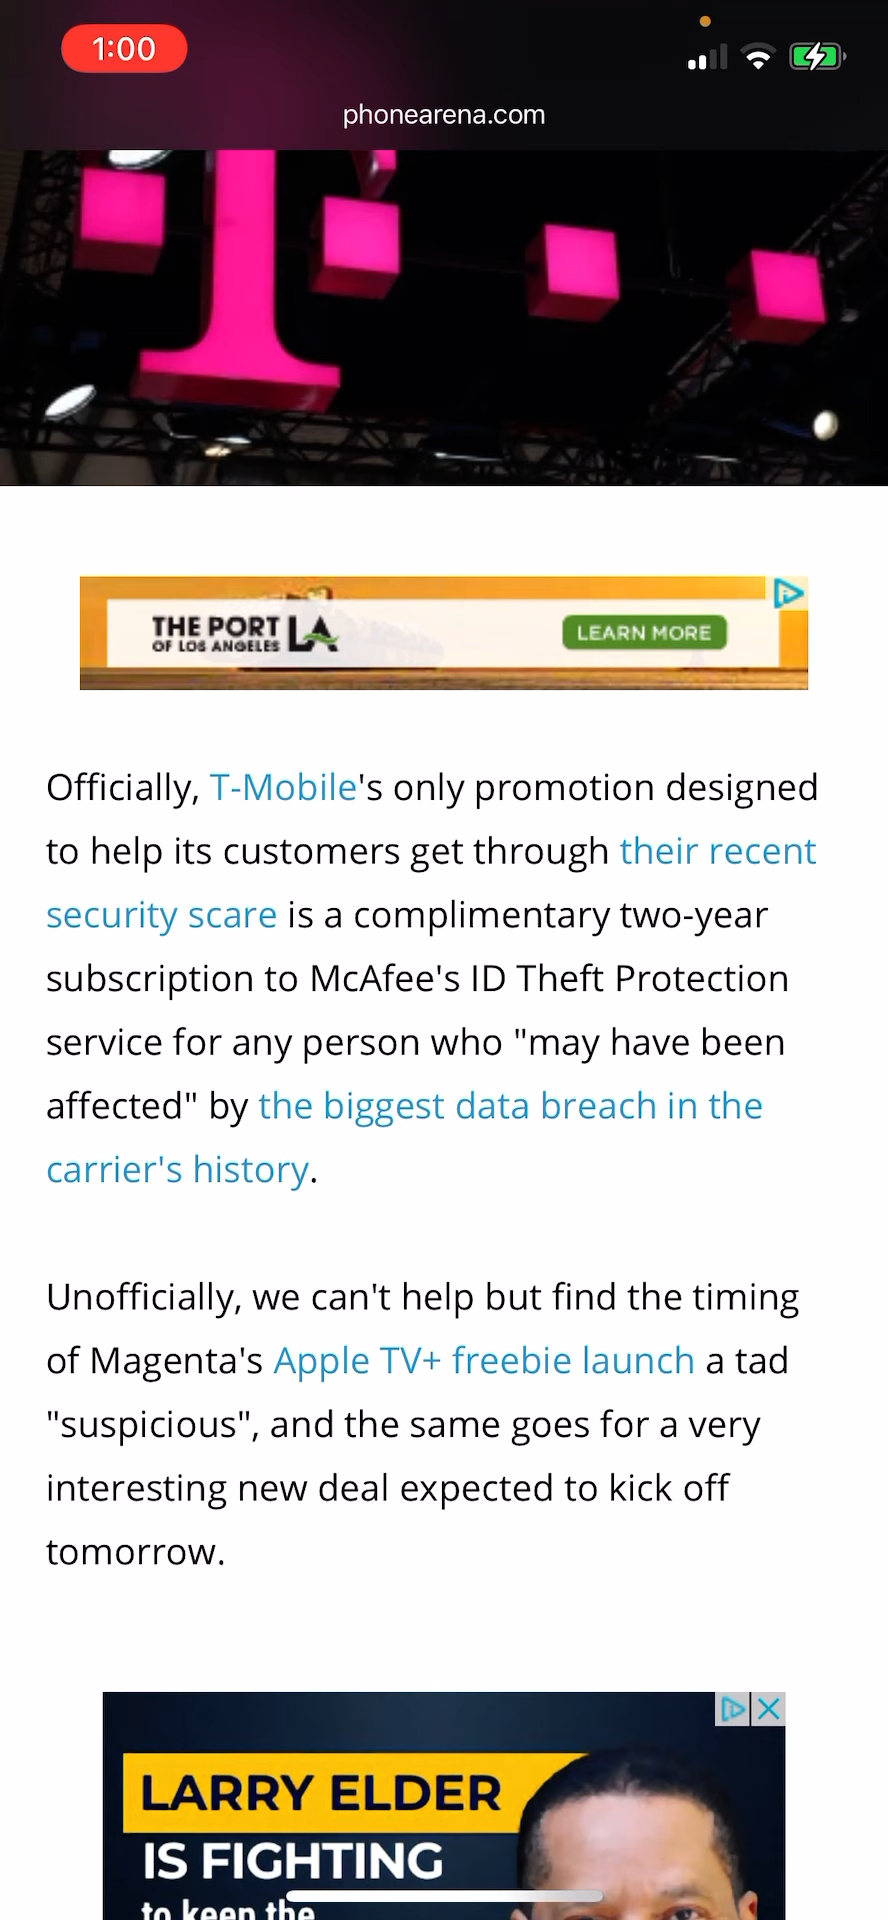 1:00
phonearena.com
T
THE PORT
OF LOS ANGELES LA
LEARN MORE
Officially, T-Mobile's only promotion designed
to help its customers get through their recent
security scare is a complimentary two-year
subscription to McAfee's ID Theft Protection
service for any person who "may have been
affected" by the biggest data breach in the
carrier's history.
Unofficially, we can't help but find the timing
of Magenta's Apple TV+ freebie launch a tad
"suspicious", and the same goes for a very
interesting new deal expected to kick off
tomorrow.
LARRY ELDER
IS FIGHTING
to keep the